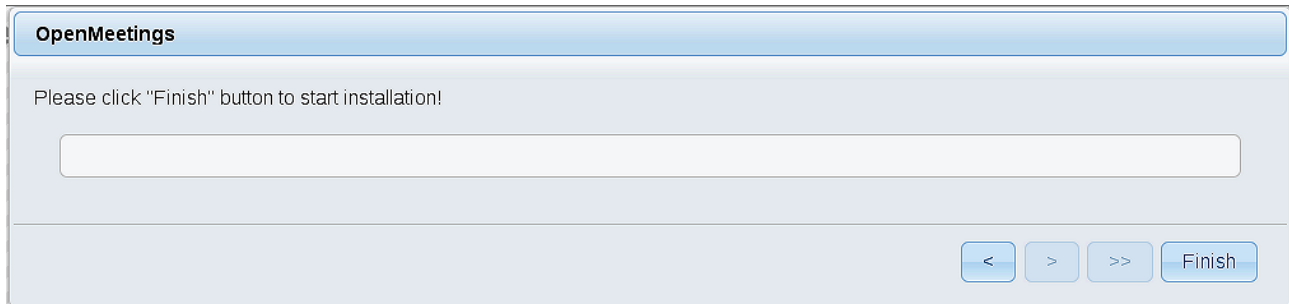 OpenMeetings
Please click "Finish" button to start installation!
< > >> Finish